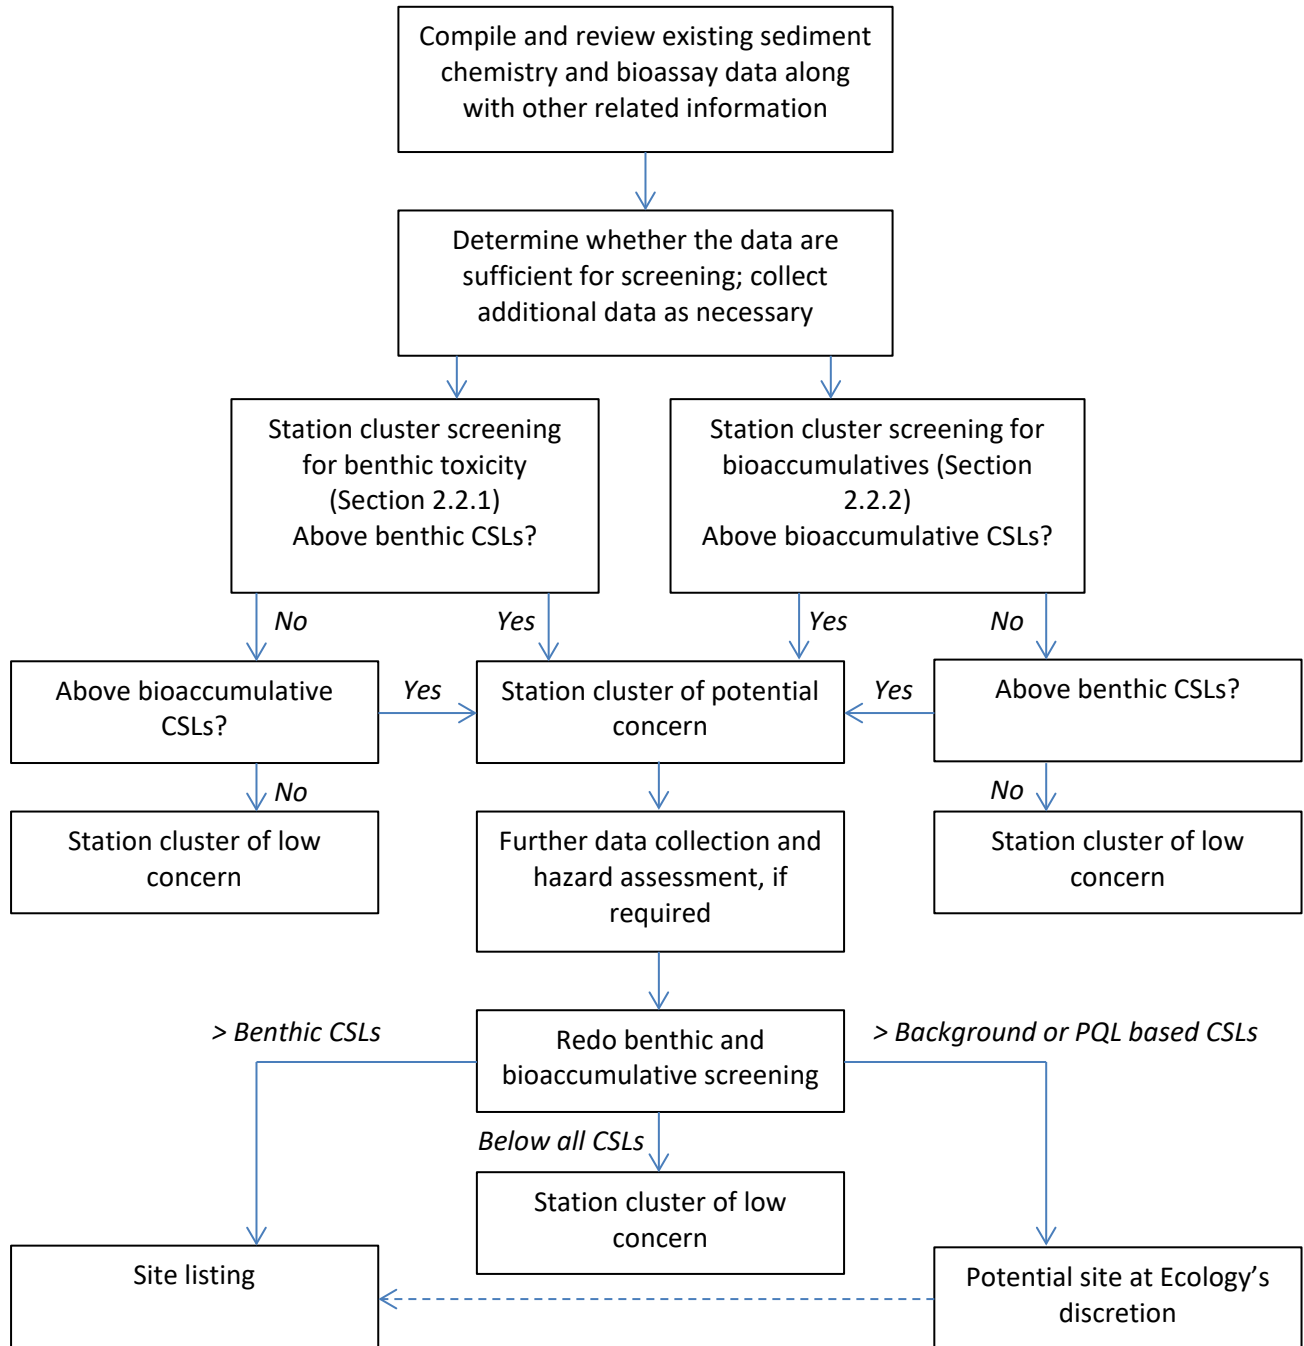 Compile and review existing sediment
chemistry and bioassay data along
with other related information
Determine whether the data are
sufficient for screening; collect
additional data as necessary
Station cluster screening
for benthic toxicity
(Section 2.2.1)
Above benthic CSLs?
Station cluster screening for
bioaccumulatives (Section
2.2.2)
Above bioaccumulative CSLs?
No
Yes
Yes
No
Above bioaccumulative
CSLs?
Yes
Station cluster of potential
concern
Yes
Above benthic CSLs?
No
No
Station cluster of low
concern
Further data collection and
hazard assessment, if
required
Station cluster of low
concern
> Benthic CSLs
Redo benthic and
bioaccumulative screening
> Background or PQL based CSLs
Below all CSLs
Station cluster of low
concern
Site listing
Potential site at Ecology’s
discretion